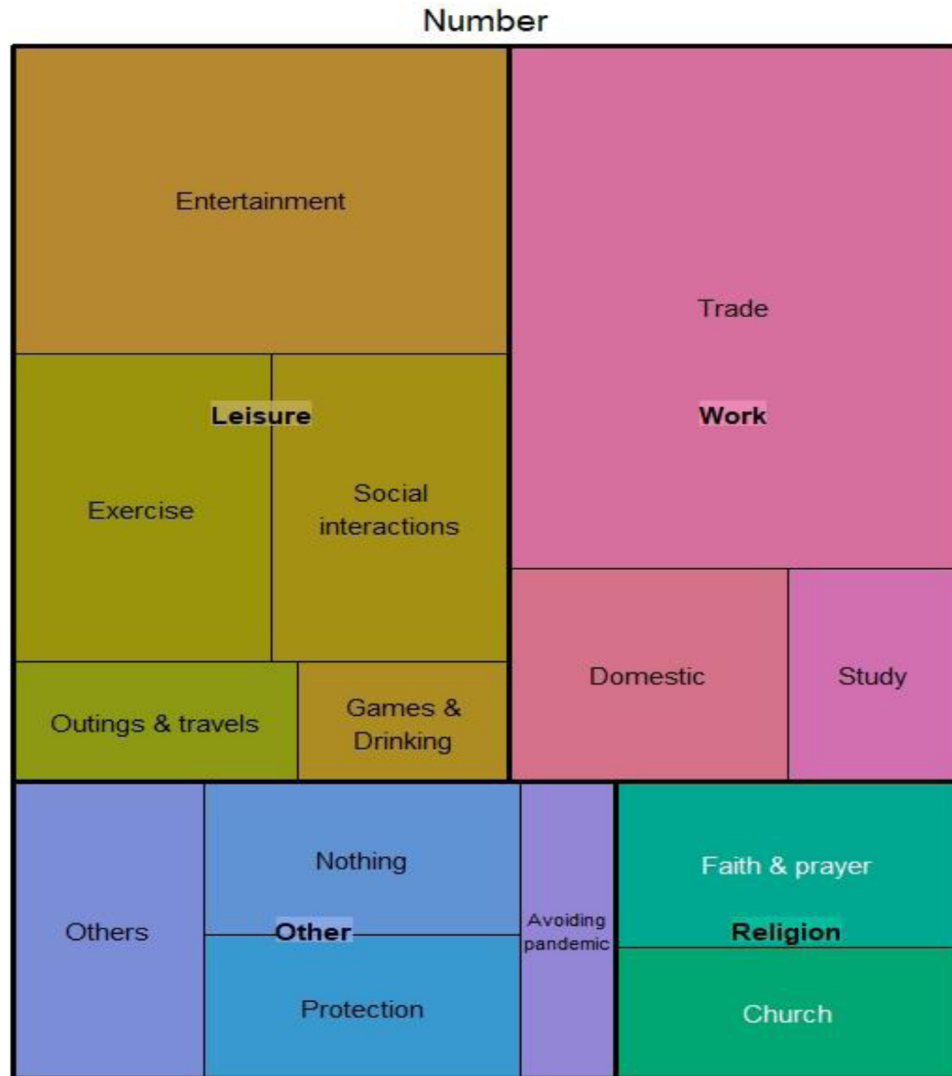 Number
Entertainment
Trade
Leisure
Work
Exercise
Social
interactions
Domestic
Study
Outings & travels
Games &
Drinking
Nothing
Faith & prayer
Others
Other
Avoiding
pandemic
Religion
Protection
Church